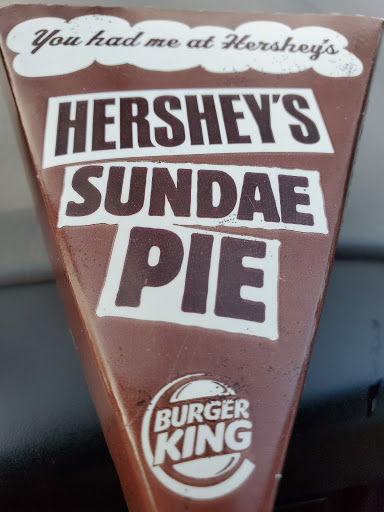 You had me at Hershey's
HERSHEY'S
SUNDAE
PIE
BURGER
KING